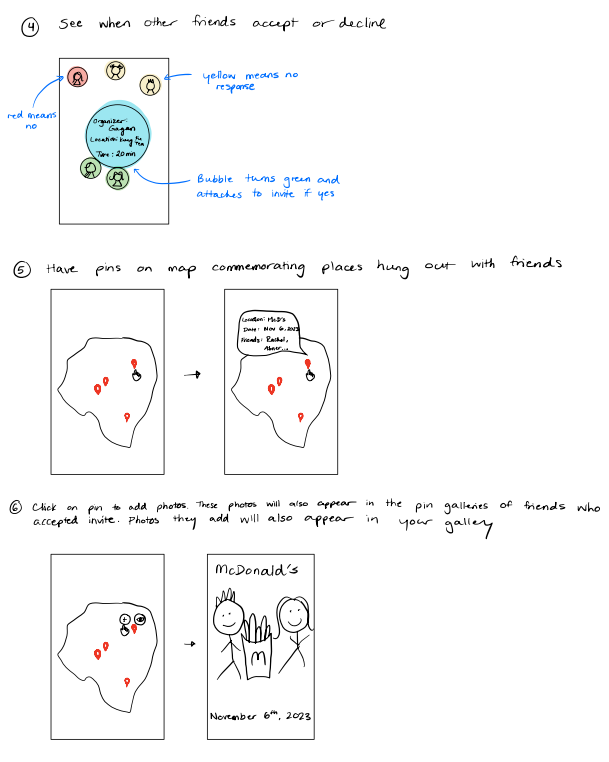 4 See when other friends accept or decline
yellow means no
response
red means
no
Organizer:
Gagan
Location: Kung Fu
Tea
Time: 20 min
Bubble turns green and
attaches to invite if yes
5 Have pins on map commemorating places hung out with friends
Location: McD's
Date: Nov 6, 2023
Friends: Rachel,
Abner...
6 Click on pin to add photos. These photos will also appear in the pin galleries of friends who
accepted invite. Photos they add will also appear in your gallery
McDonald's
M
November 6th, 2023